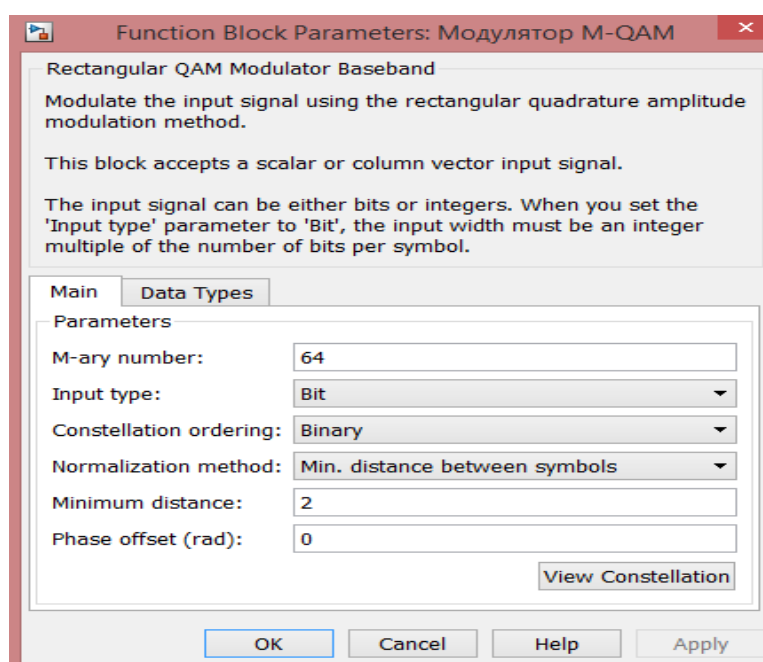 Function Block Parameters: Модулятор M-QAM
Rectangular QAM Modulator Baseband
Modulate the input signal using the rectangular quadrature amplitude
modulation method.
This block accepts a scalar or column vector input signal.
The input signal can be either bits or integers. When you set the
'Input type' parameter to 'Bit', the input width must be an integer
multiple of the number of bits per symbol.
Main Data Types
Parameters
M-ary number: 64
Input type: Bit
Constellation ordering: Binary
Normalization method: Min. distance between symbols
Minimum distance: 2
Phase offset (rad): 0
View Constellation
OK Cancel Help Apply